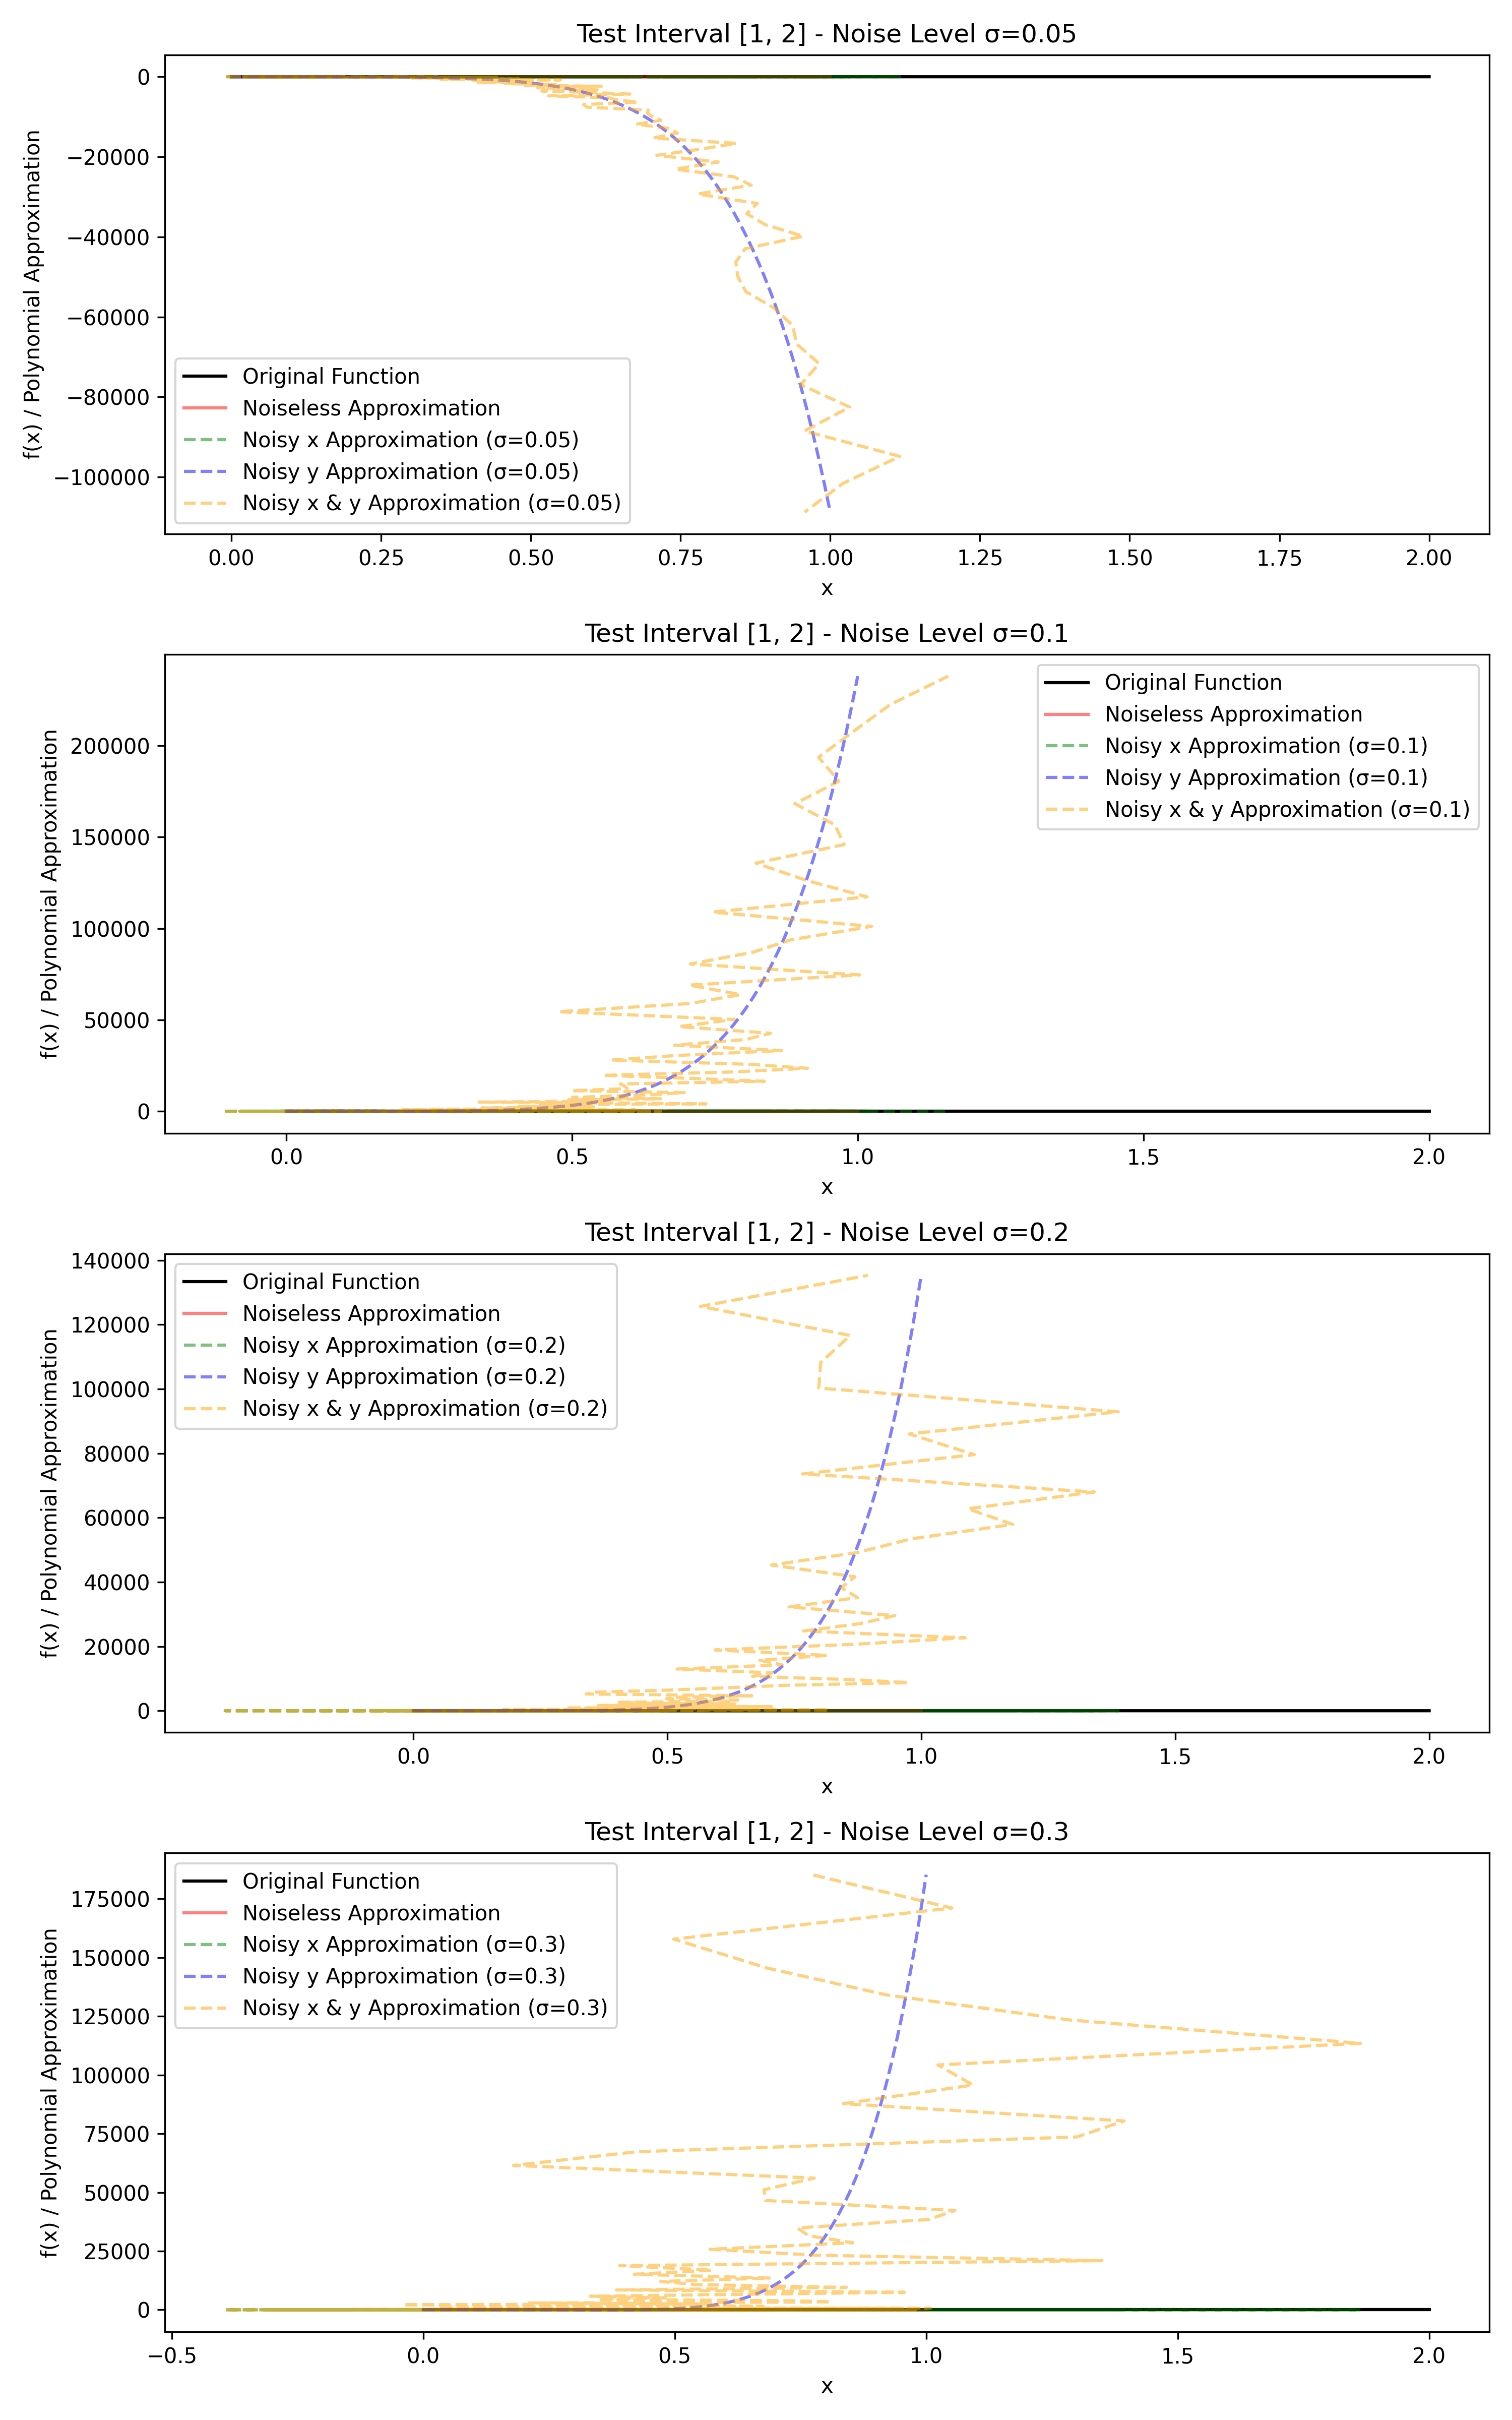 Test Interval [1, 2] - Noise Level σ=0.05
f(x) / Polynomial Approximation
0
−20000
−40000
−60000
−80000
−100000
Original Function
Noiseless Approximation
Noisy x Approximation (σ=0.05)
Noisy y Approximation (σ=0.05)
Noisy x & y Approximation (σ=0.05)
0.00 0.25 0.50 0.75 1.00 1.25 1.50 1.75 2.00
x
Test Interval [1, 2] - Noise Level σ=0.1
f(x) / Polynomial Approximation
200000
150000
100000
50000
0
Original Function
Noiseless Approximation
Noisy x Approximation (σ=0.1)
Noisy y Approximation (σ=0.1)
Noisy x & y Approximation (σ=0.1)
0.0 0.5 1.0 1.5 2.0
x
Test Interval [1, 2] - Noise Level σ=0.2
f(x) / Polynomial Approximation
140000
120000
100000
80000
60000
40000
20000
0
Original Function
Noiseless Approximation
Noisy x Approximation (σ=0.2)
Noisy y Approximation (σ=0.2)
Noisy x & y Approximation (σ=0.2)
0.0 0.5 1.0 1.5 2.0
x
Test Interval [1, 2] - Noise Level σ=0.3
f(x) / Polynomial Approximation
175000
150000
125000
100000
75000
50000
25000
0
Original Function
Noiseless Approximation
Noisy x Approximation (σ=0.3)
Noisy y Approximation (σ=0.3)
Noisy x & y Approximation (σ=0.3)
−0.5 0.0 0.5 1.0 1.5 2.0
x